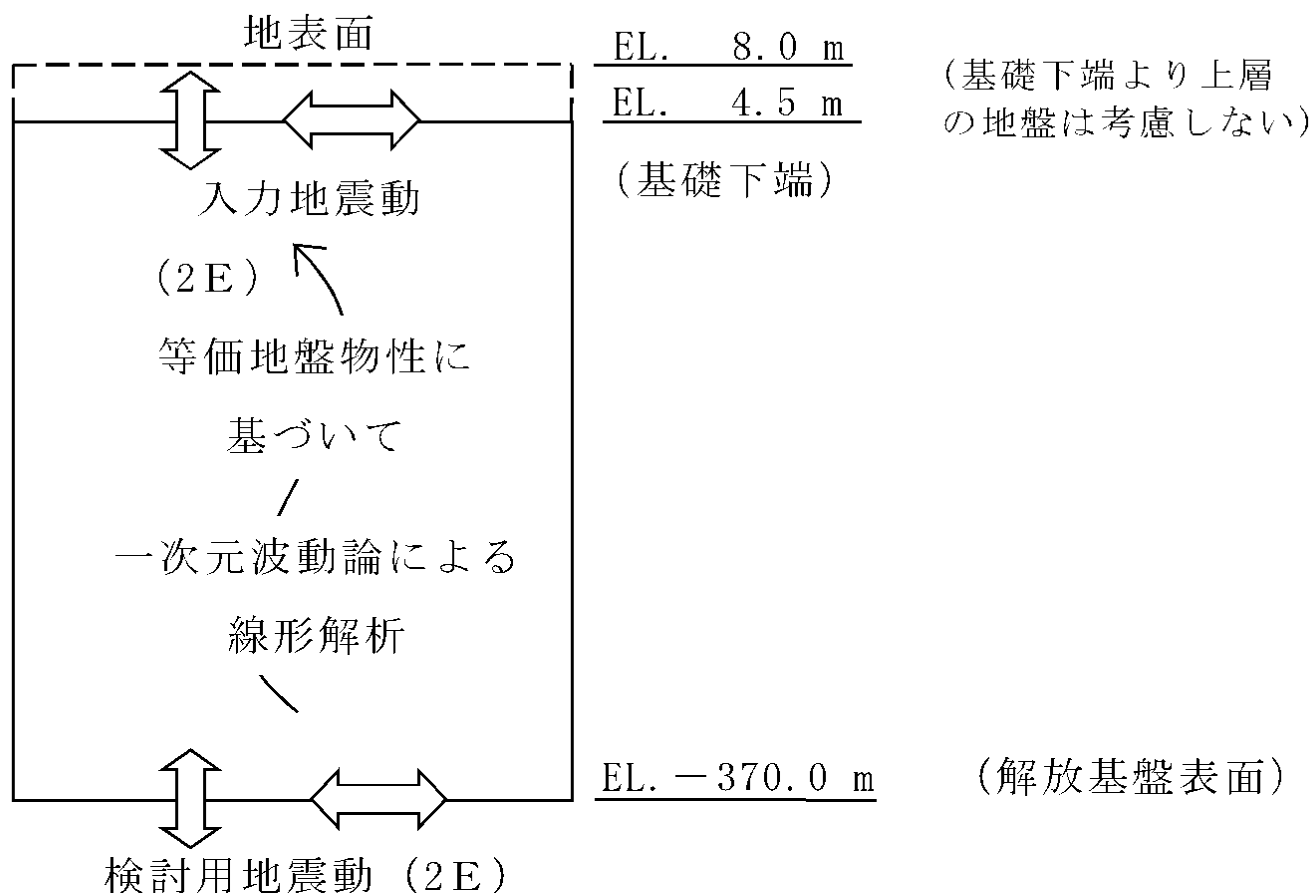 地表面
EL. 8.0 m
(基礎下端より上層
の地盤は考慮しない)
EL. 4.5 m
(基礎下端)
入力地震動
(2E)
等価地盤物性に
基づいて
一次元波動論による
線形解析
EL. －370.0 m
(解放基盤表面)
検討用地震動 (2E)